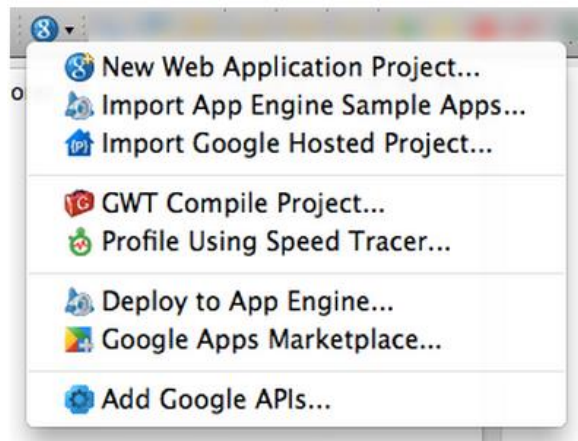 New Web Application Project...
Import App Engine Sample Apps...
Import Google Hosted Project...
GWT Compile Project...
Profile Using Speed Tracer...
Deploy to App Engine...
Google Apps Marketplace...
Add Google APIs...